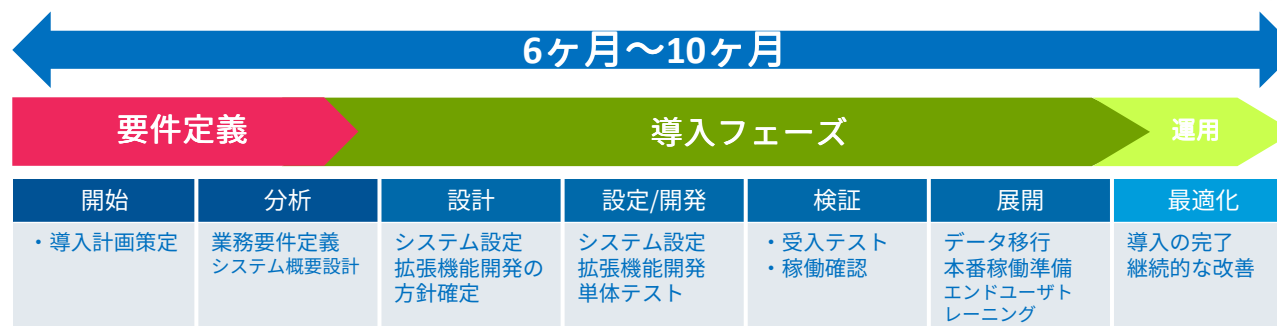 6ヶ月～10ヶ月
要件定義
導入フェーズ
運用
開始
分析
設計
設定/開発
検証
展開
最適化
・導入計画策定
業務要件定義
システム概要設計
システム設定
拡張機能開発の
方針確定
システム設定
拡張機能開発
単体テスト
・受入テスト
・稼働確認
データ移行
本番稼働準備
エンドユーザト
レーニング
導入の完了
継続的な改善